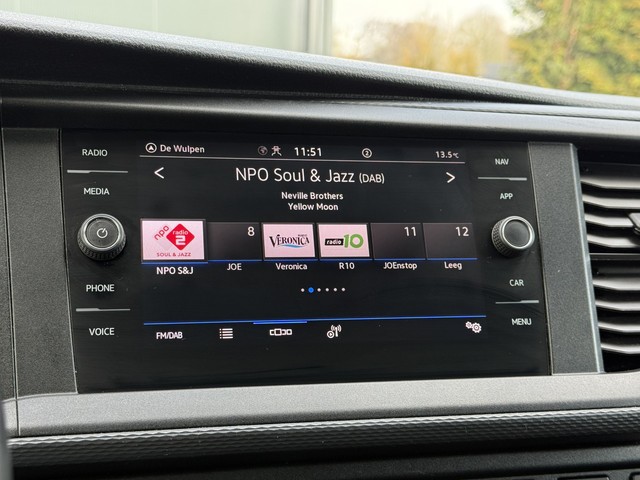 RADIO
MEDIA
PHONE
VOICE
De Wulpen
11:51
2
13.5°C
NPO Soul & Jazz (DAB)
Neville Brothers
Yellow Moon
npo radio 2
SOUL & JAZZ
8
VERONICA
radio 10
11
12
NPO S&J
JOE
Veronica
R10
JOEnstop
Leeg
FM/DAB
NAV
APP
CAR
MENU